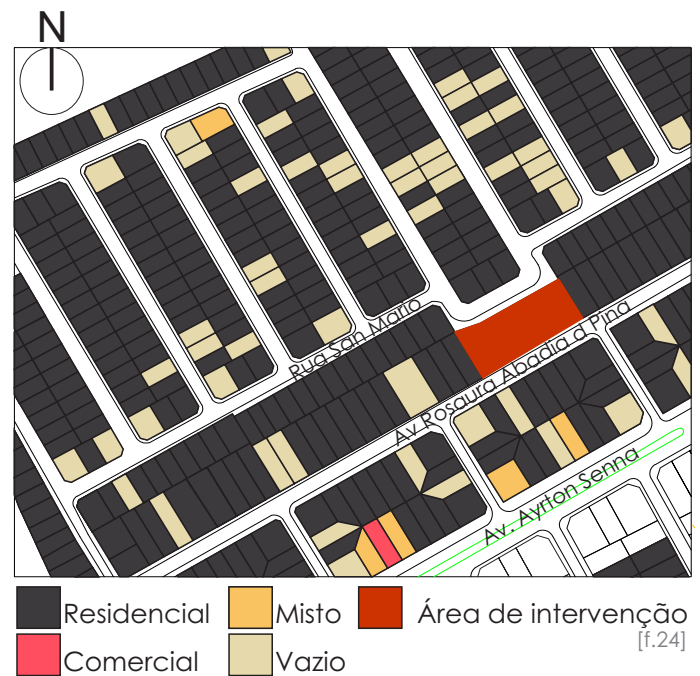 N
Rua San Mario
Av Rosaura Abadia d Pina
Av. Ayrton Senna
Residencial
Misto
Área de intervenção
[f.24]
Comercial
Vazio